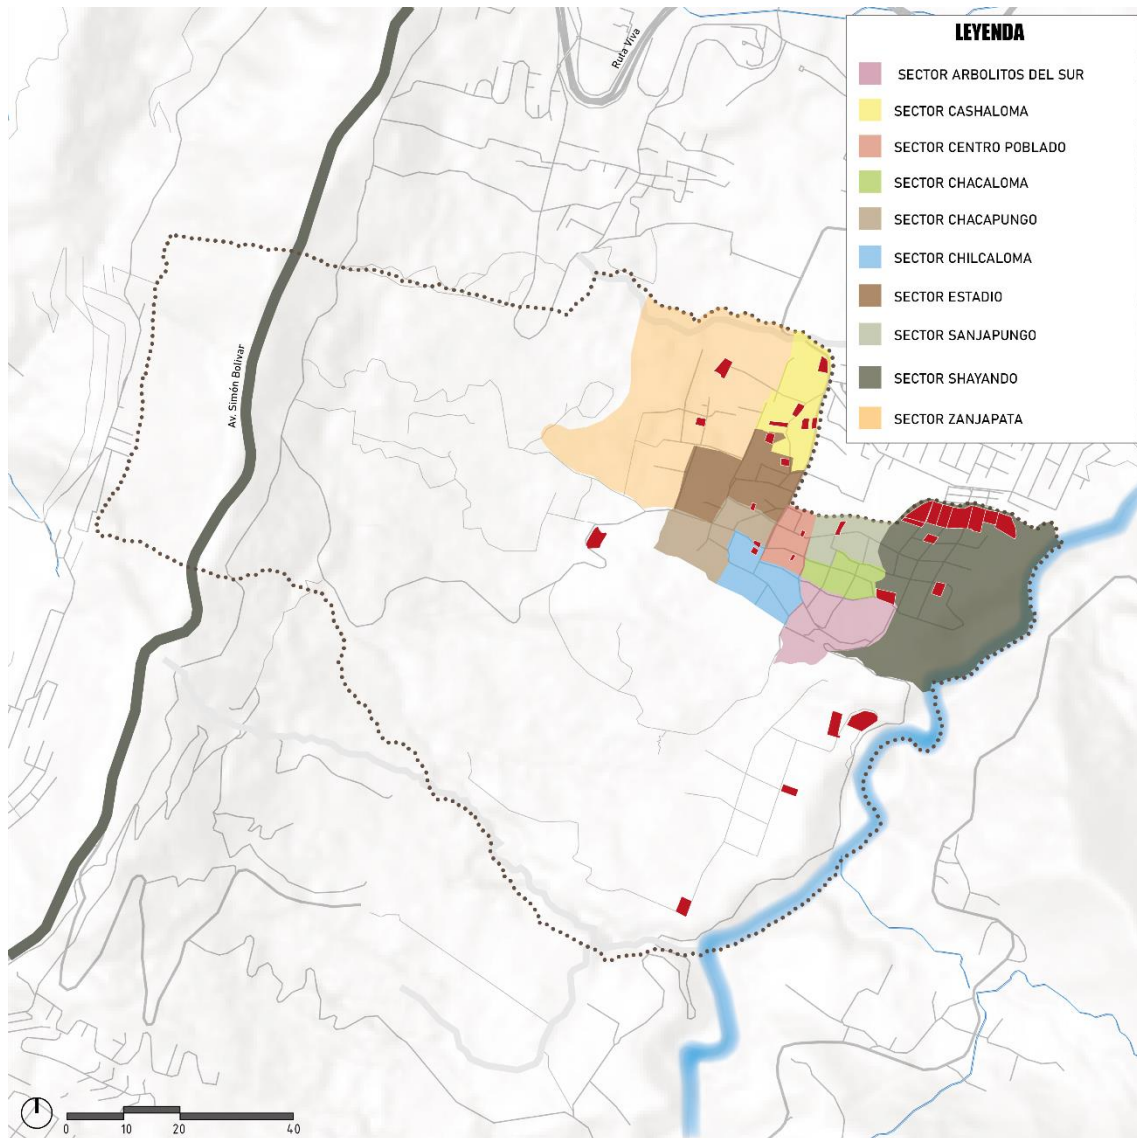 LEYENDA
SECTOR ARBOLITOS DEL SUR
SECTOR CASHALOMA
SECTOR CENTRO POBLADO
SECTOR CHACALOMA
SECTOR CHACAPUNGO
SECTOR CHILCALOMA
SECTOR ESTADIO
SECTOR SANJAPUNGO
SECTOR SHAYANDO
SECTOR ZANJAPATA
Ruta Viva
Av. Simón Bolivar
0 10 20 40